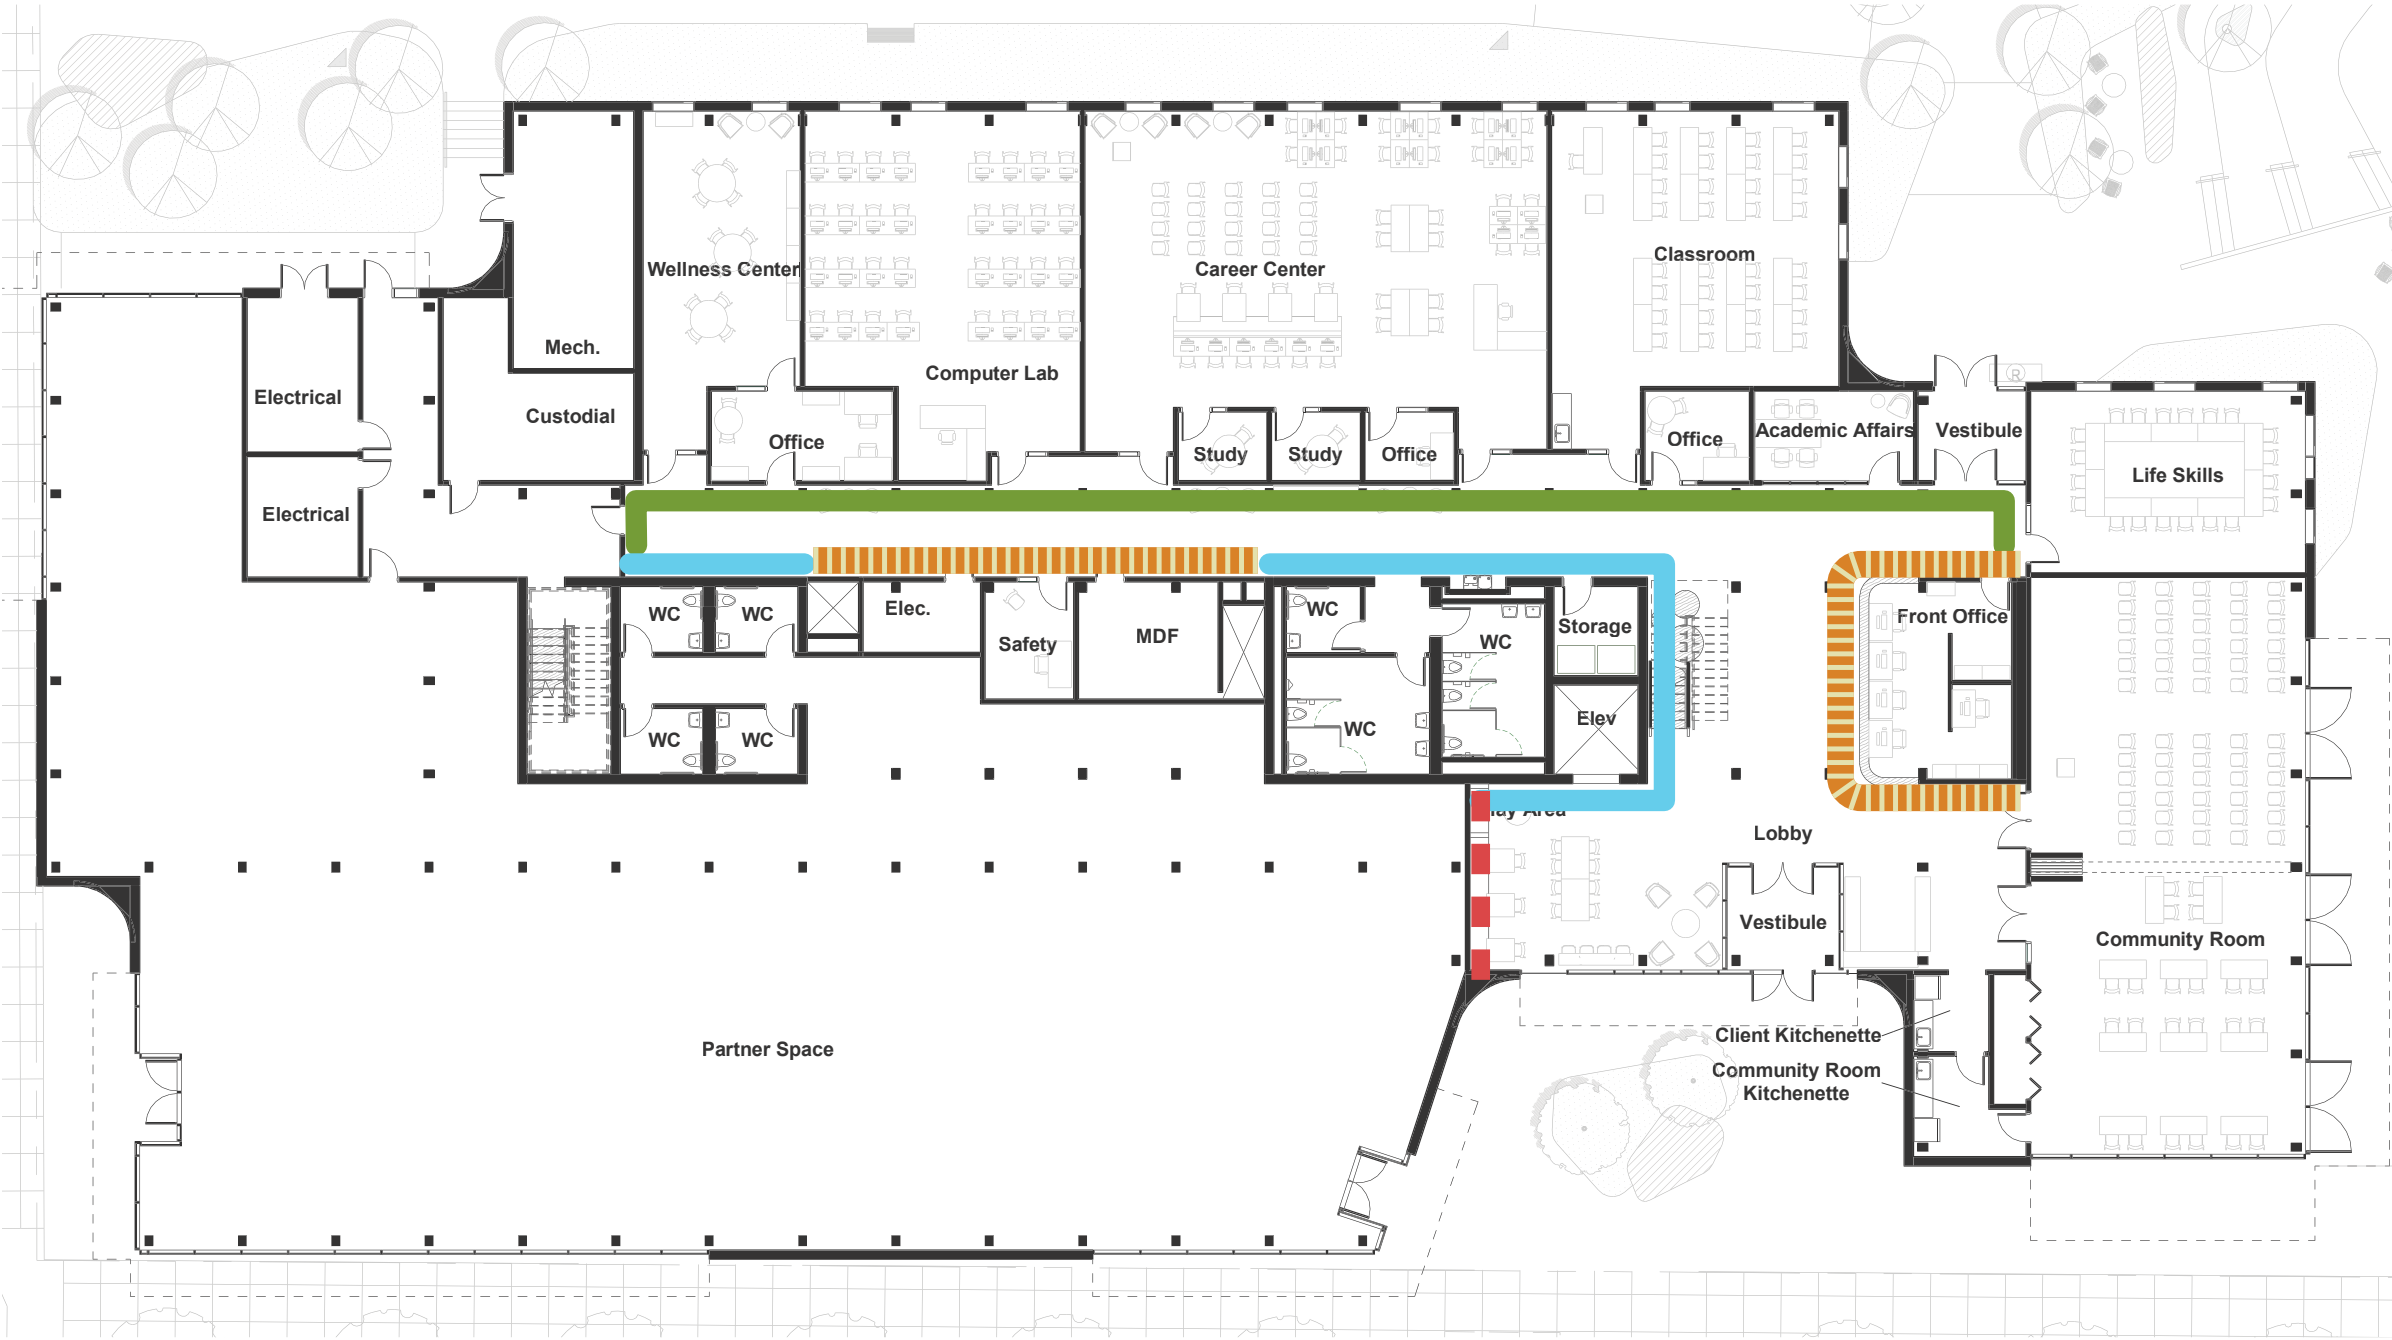 Classroom
Wellness Center
Career Center
Mech.
Computer Lab
Electrical
Custodial
R
Office
Study
Study
Office
Office
Academic Affairs
Vestibule
Life Skills
Electrical
WC
WC
Elec.
Safety
MDF
WC
WC
Storage
Front Office
WC
WC
WC
Elev
Area
Lobby
Vestibule
Community Room
Partner Space
Client Kitchenette
Community Room
Kitchenette